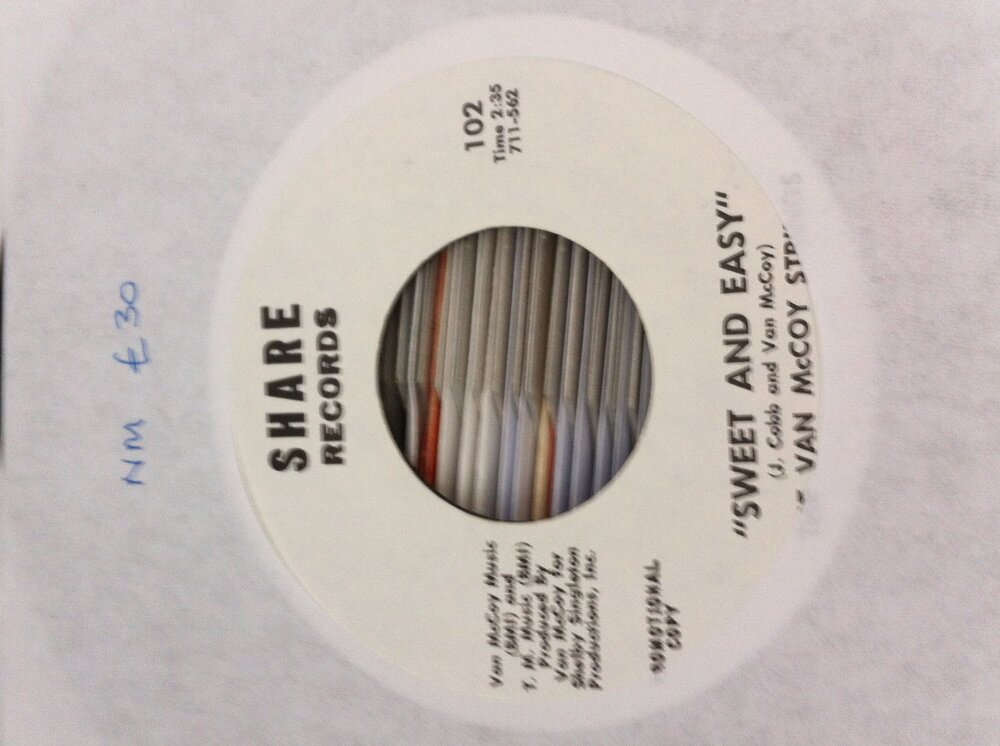 NM £30
SHARE
RECORDS
102
Time 2:35
711-562
Van McCoy Music
(BMI) and
T. M. Music (BMI)
Produced By
Van McCoy for
Shelby Singleton
Productions, Inc.
PROMOTIONAL
COPY
"SWEET AND EASY"
(J. Cobb and Van McCoy)
VAN McCOY